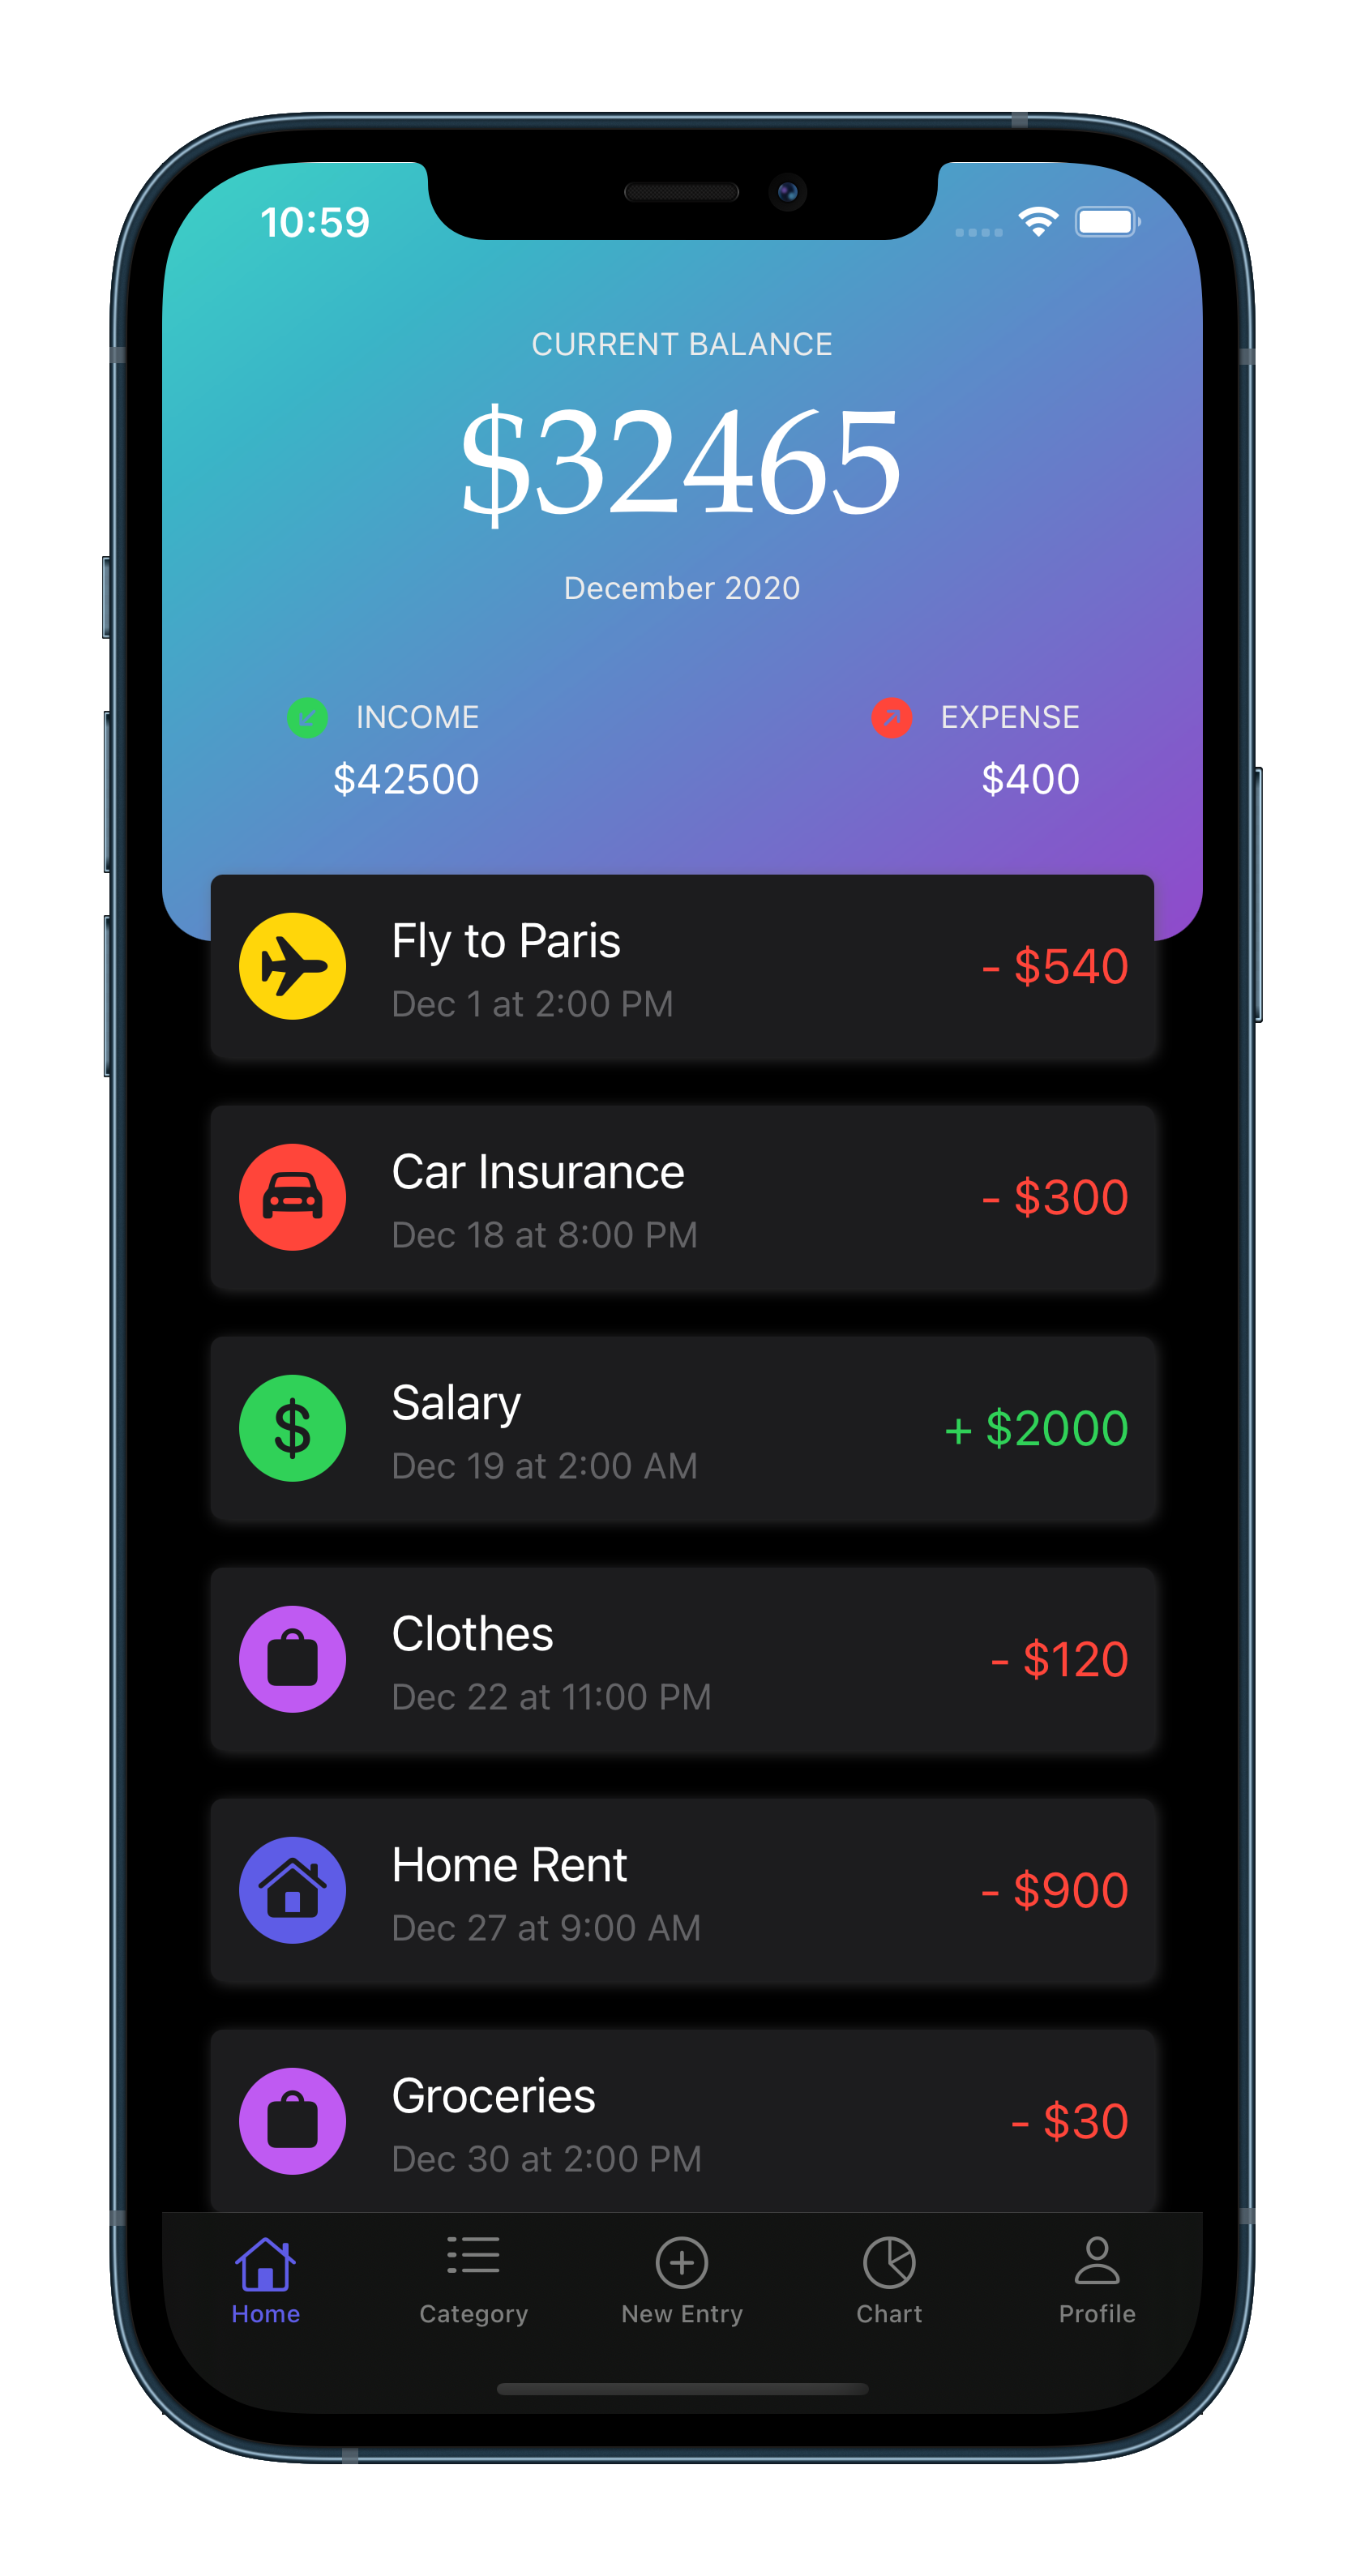 10:59
CURRENT BALANCE
$32465
December 2020
INCOME
$42500
EXPENSE
$400
Fly to Paris
Dec 1 at 2:00 PM
- $540
Car Insurance
Dec 18 at 8:00 PM
- $300
Salary
Dec 19 at 2:00 AM
+ $2000
Clothes
Dec 22 at 11:00 PM
- $120
Home Rent
Dec 27 at 9:00 AM
- $900
Groceries
Dec 30 at 2:00 PM
- $30
Home
Category
New Entry
Chart
Profile